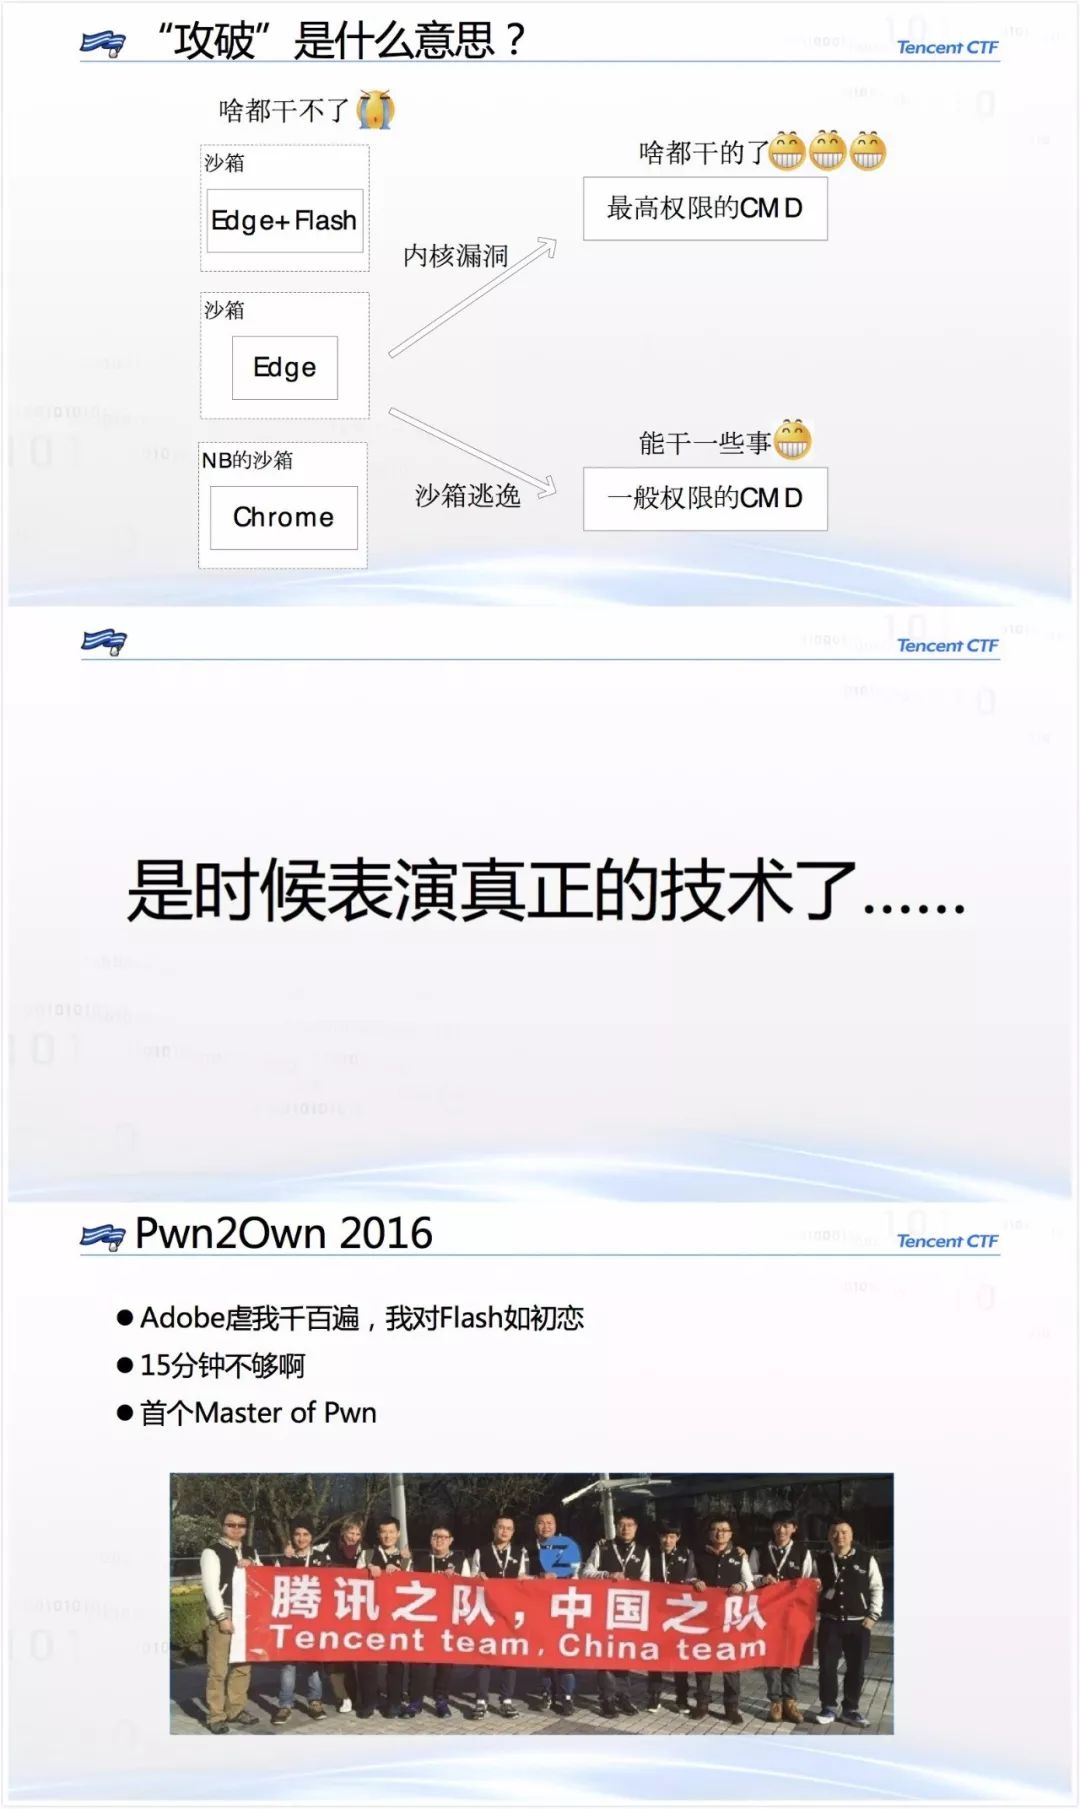 “攻破”是什么意思？
Tencent CTF
啥都干不了
沙箱
Edge+Flash
啥都干的了
最高权限的CMD
内核漏洞
沙箱
Edge
能干一些事
一般权限的CMD
沙箱逃逸
NB的沙箱
Chrome
Tencent CTF
是时候表演真正的技术了......
Pwn2Own 2016
Tencent CTF
●Adobe虐我千百遍，我对Flash如初恋
●15分钟不够啊
●首个Master of Pwn
腾讯之队，中国之队
Tencent team, China team